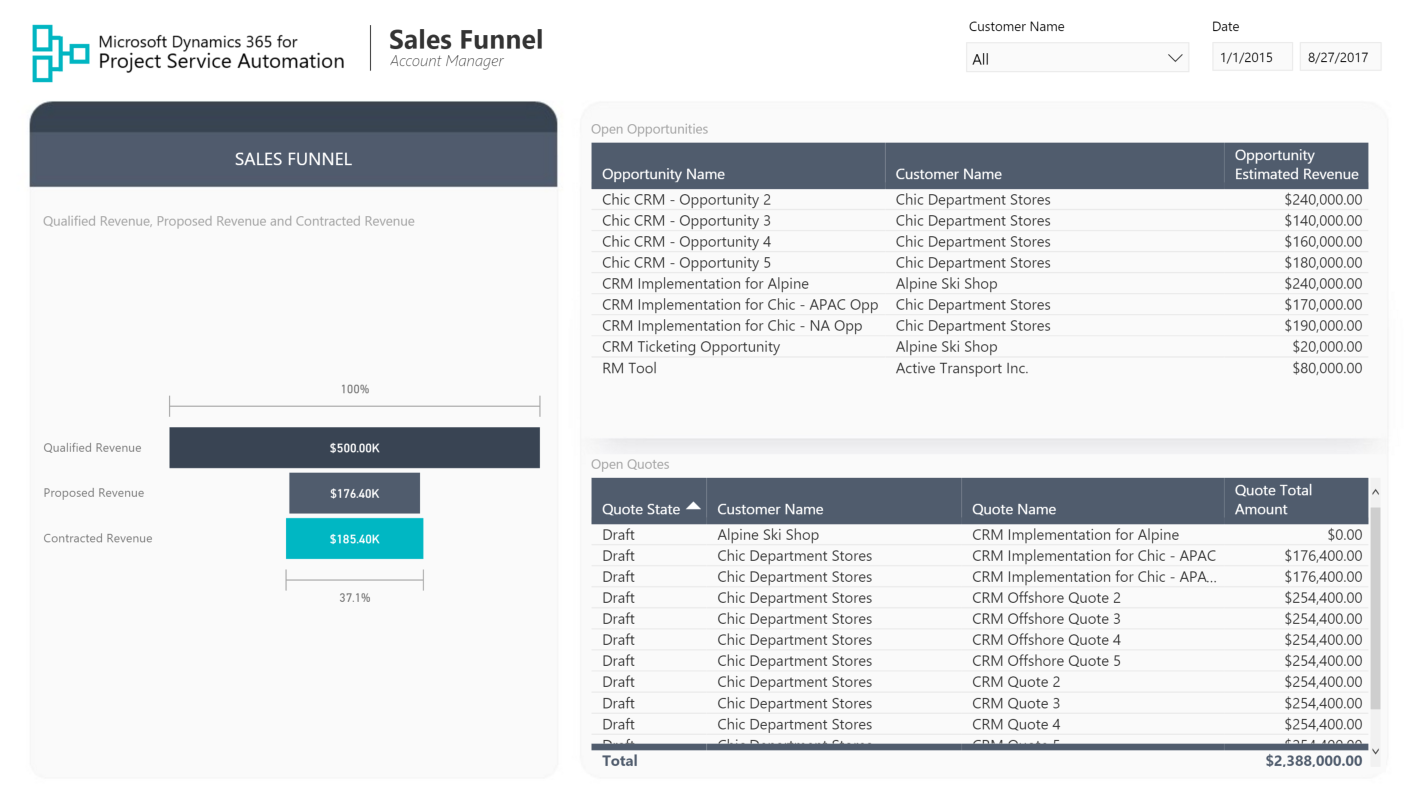 Microsoft Dynamics 365 for
Project Service Automation
Sales Funnel
Account Manager
Customer Name
All
Date
1/1/2015 8/27/2017
SALES FUNNEL
Qualified Revenue, Proposed Revenue and Contracted Revenue
100%
Qualified Revenue $500.00K
Proposed Revenue $176.40K
Contracted Revenue $185.40K
37.1%
Open Opportunities
Opportunity Name Customer Name Opportunity Estimated Revenue
Chic CRM - Opportunity 2 Chic Department Stores $240,000.00
Chic CRM - Opportunity 3 Chic Department Stores $140,000.00
Chic CRM - Opportunity 4 Chic Department Stores $160,000.00
Chic CRM - Opportunity 5 Chic Department Stores $180,000.00
CRM Implementation for Alpine Alpine Ski Shop $240,000.00
CRM Implementation for Chic - APAC Opp Chic Department Stores $170,000.00
CRM Implementation for Chic - NA Opp Chic Department Stores $190,000.00
CRM Ticketing Opportunity Alpine Ski Shop $20,000.00
RM Tool Active Transport Inc. $80,000.00
Open Quotes
Quote State Customer Name Quote Name Quote Total Amount
Draft Alpine Ski Shop CRM Implementation for Alpine $0.00
Draft Chic Department Stores CRM Implementation for Chic - APAC $176,400.00
Draft Chic Department Stores CRM Implementation for Chic - APA... $176,400.00
Draft Chic Department Stores CRM Offshore Quote 2 $254,400.00
Draft Chic Department Stores CRM Offshore Quote 3 $254,400.00
Draft Chic Department Stores CRM Offshore Quote 4 $254,400.00
Draft Chic Department Stores CRM Offshore Quote 5 $254,400.00
Draft Chic Department Stores CRM Quote 2 $254,400.00
Draft Chic Department Stores CRM Quote 3 $254,400.00
Draft Chic Department Stores CRM Quote 4 $254,400.00
Draft Chic Department Stores CRM Quote 5 $254,400.00
Total $2,388,000.00